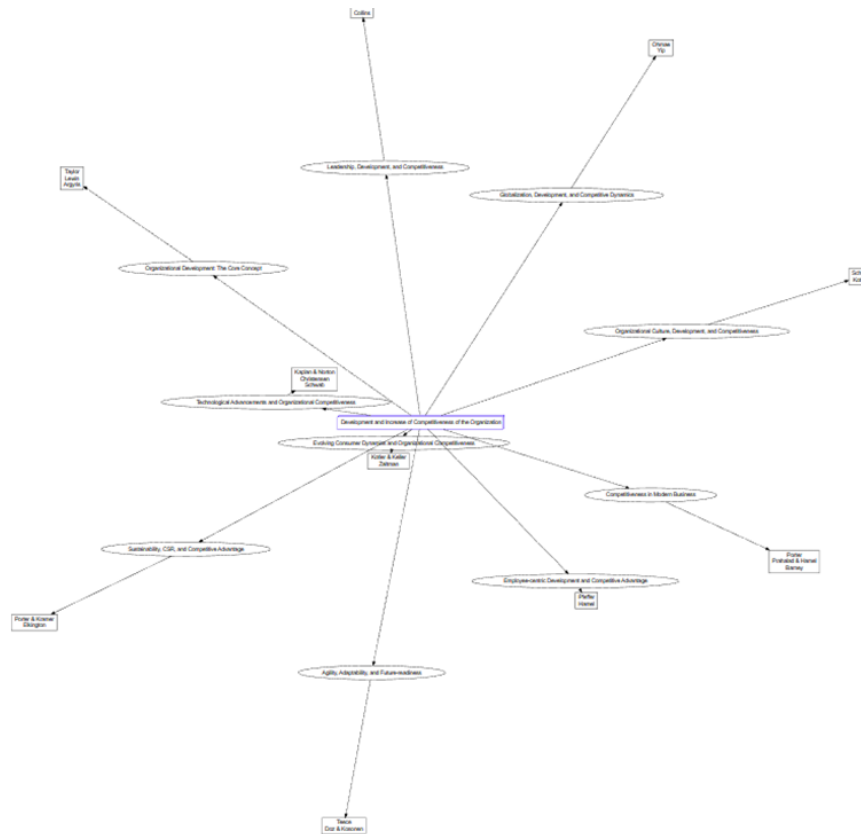 Collins
Ohmae
Yip
Leadership, Development, and Competitiveness
Taylor
Lewin
Argyris
Globalization, Development, and Competitive Dynamics
Organizational Development: The Core Concept
Organizational Culture, Development, and Competitiveness
Kaplan & Norton
Christensen
Schwab
Technological Advancements and Organizational Competitiveness
Development and Increase of Competitiveness of the Organization
Evolving Consumer Dynamics and Organizational Competitiveness
Kotler & Keller
Zaltman
Competitiveness in Modern Business
Sustainability, CSR, and Competitive Advantage
Porter
Prahalad & Hamel
Barney
Employee-centric Development and Competitive Advantage
Pfeffer
Hamel
Porter & Kramer
Elkington
Agility, Adaptability, and Future-readiness
Teece
Doz & Kosonen